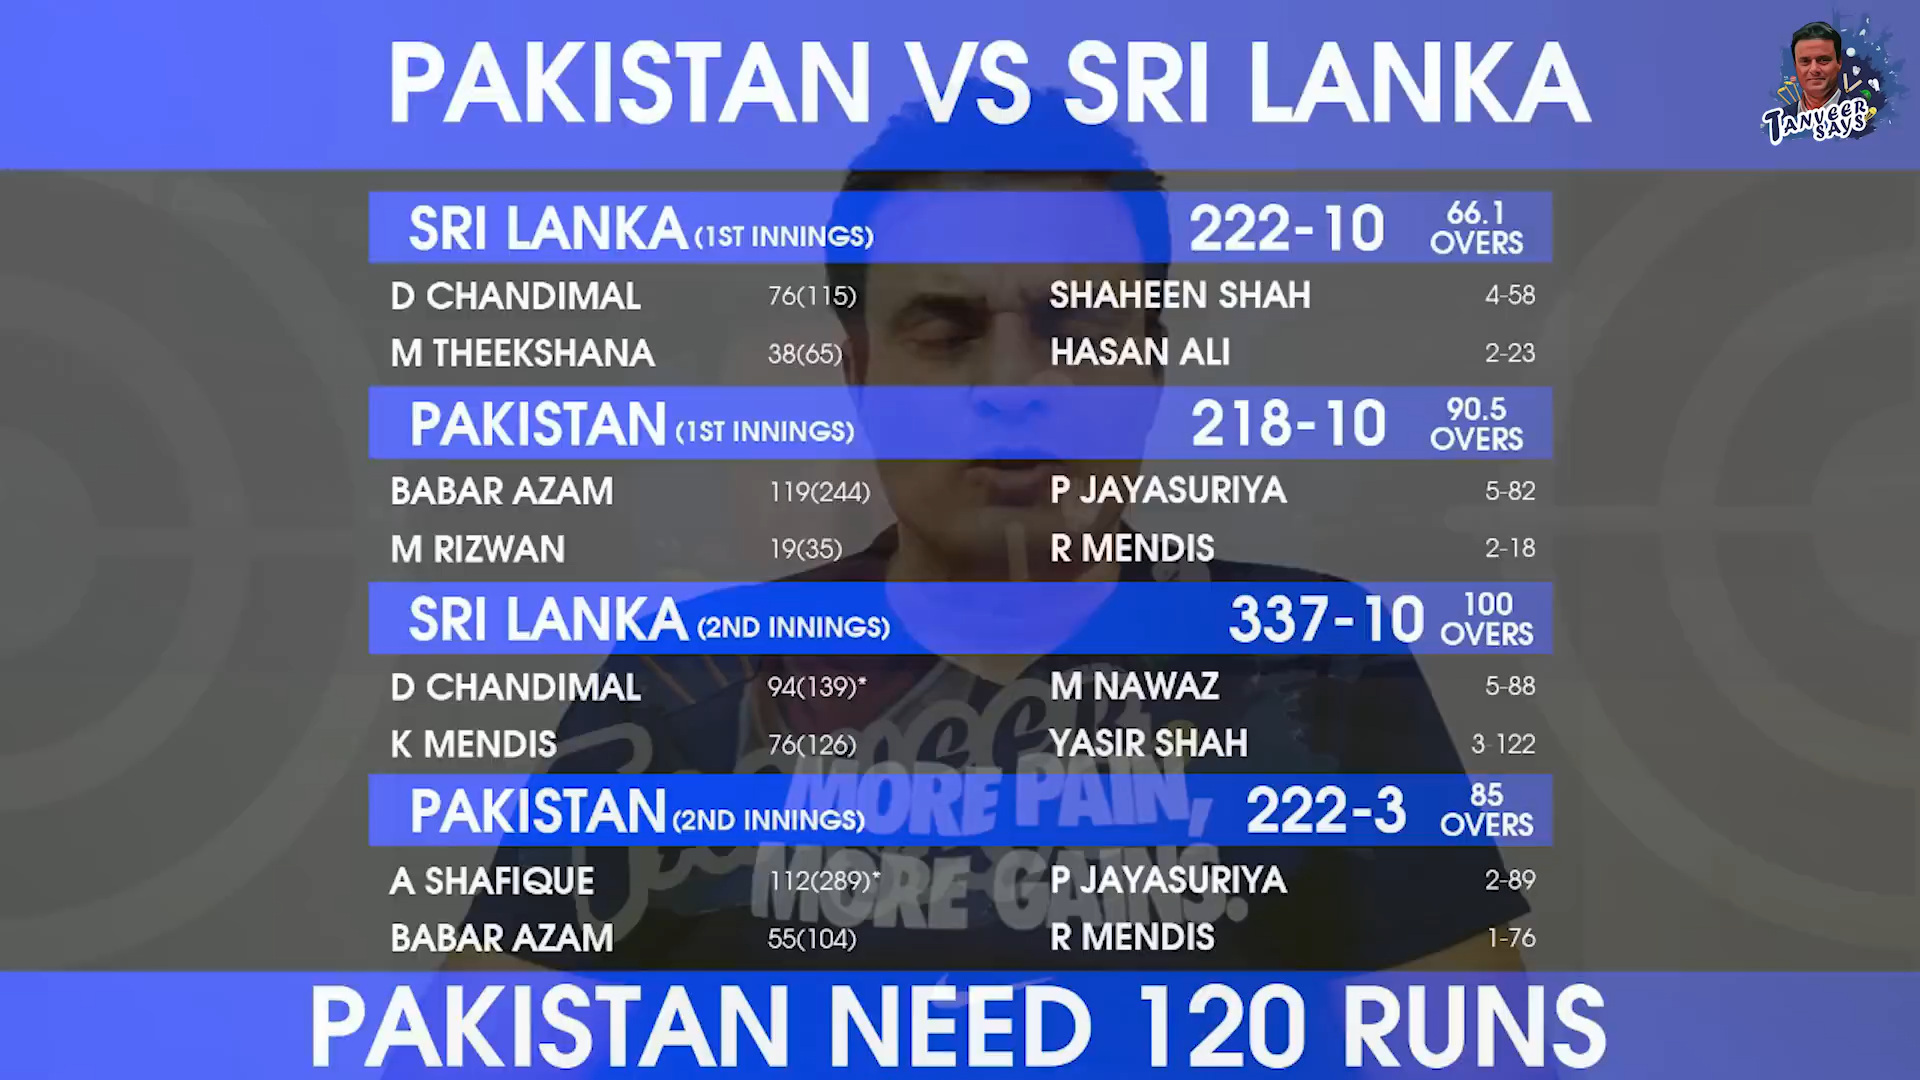 PAKISTAN VS SRI LANKA
TANVEER
SAYS
SRI LANKA (1ST INNINGS) 222-10 66.1 OVERS
D CHANDIMAL 76(115) SHAHEEN SHAH 4-58
M THEEKSHANA 38(65) HASAN ALI 2-23
PAKISTAN (1ST INNINGS) 218-10 90.5 OVERS
BABAR AZAM 119(244) P JAYASURIYA 5-82
M RIZWAN 19(35) R MENDIS 2-18
SRI LANKA (2ND INNINGS) 337-10 100 OVERS
D CHANDIMAL 94(139)* M NAWAZ 5-88
K MENDIS 76(126) YASIR SHAH 3-122
PAKISTAN (2ND INNINGS) 222-3 85 OVERS
A SHAFIQUE 112(289)* P JAYASURIYA 2-89
BABAR AZAM 55(104) R MENDIS 1-76
MORE PAIN,
MORE GAINS.
PAKISTAN NEED 120 RUNS